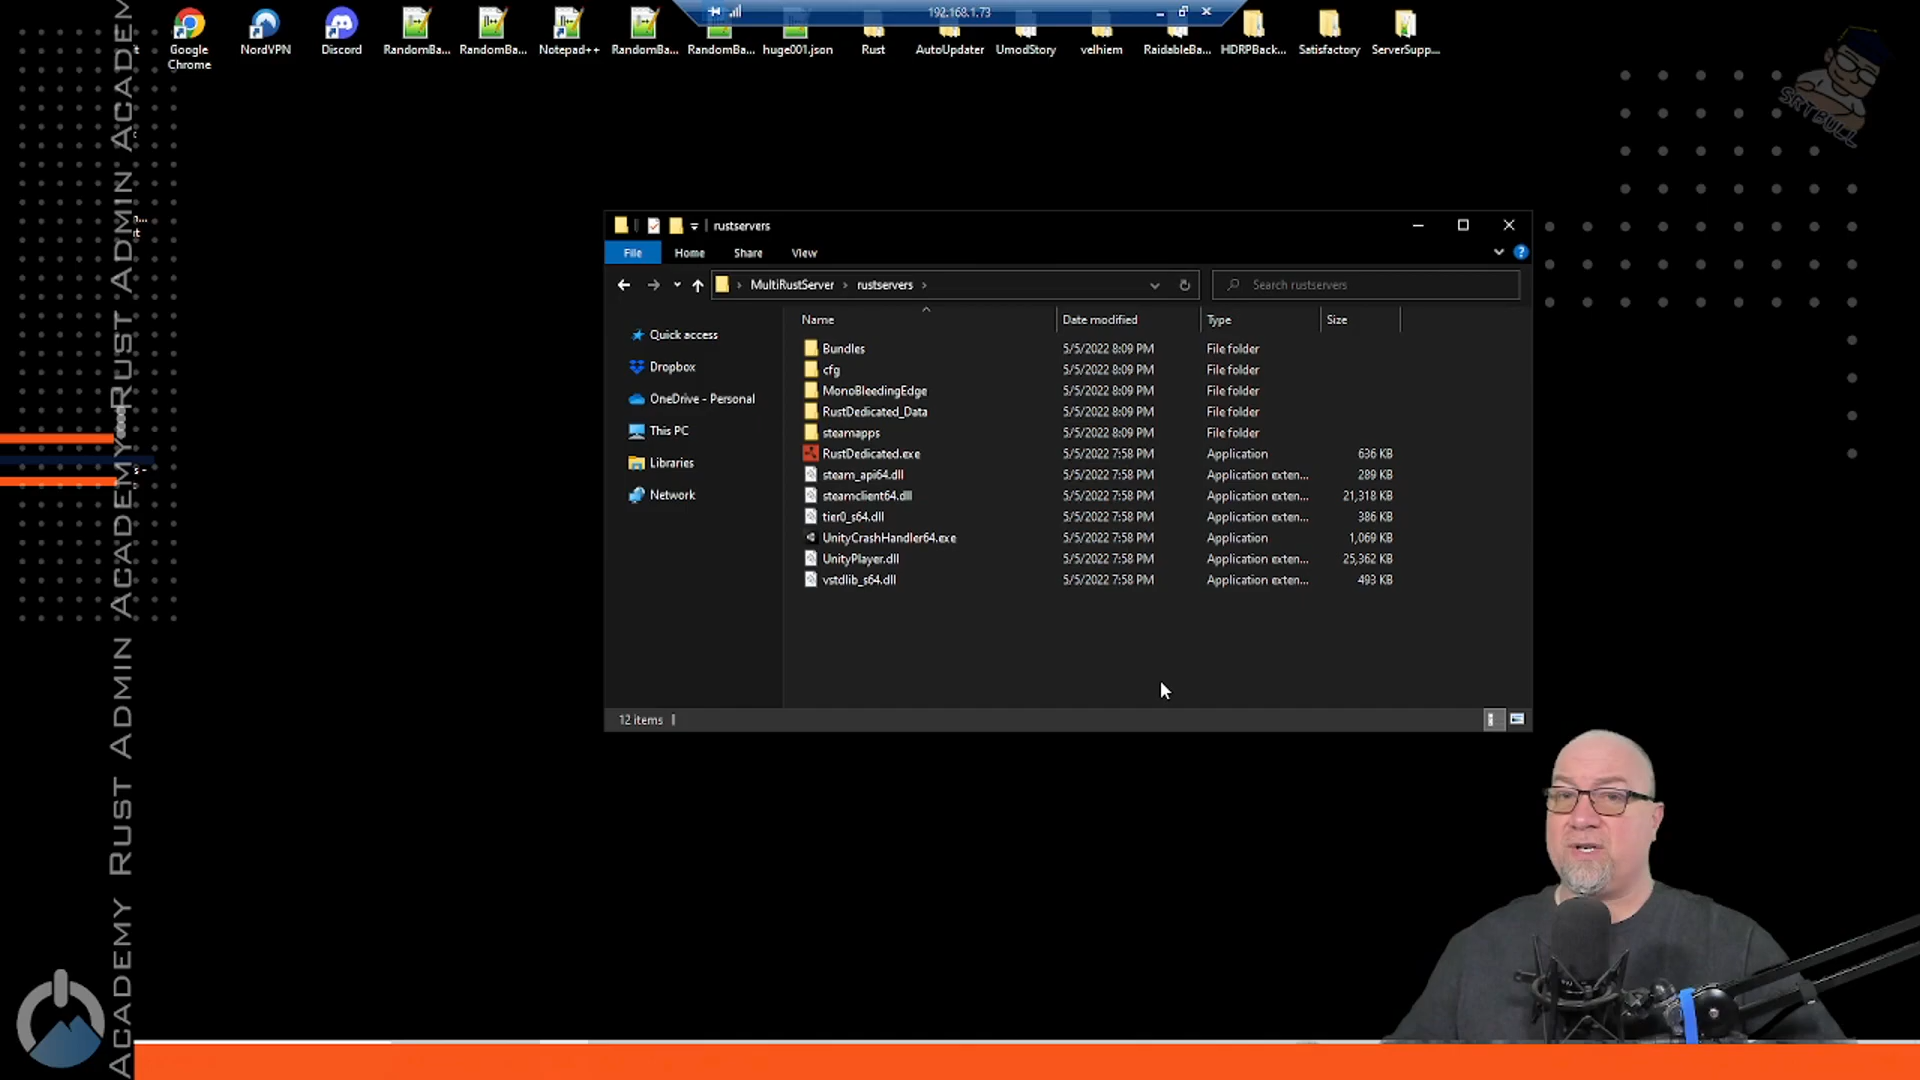 192.168.1.73
Google
Chrome
NordVPN
Discord
RandomBa...
RandomBa...
Notepad++
RandomBa...
RandomBa...
huge001.json
Rust
AutoUpdater
UmodStory
velhiem
RaidableBa...
HDRPBack...
Satisfactory
ServerSupp...
SRTBULL
ACADEMY RUST ADMIN ACADEMY RUST ADMIN ACADEM
rustservers
File Home Share View
MultiRustServer › rustservers ›
Search rustservers
Quick access
Dropbox
OneDrive - Personal
This PC
Libraries
Network
Name Date modified Type Size
Bundles 5/5/2022 8:09 PM File folder
cfg 5/5/2022 8:09 PM File folder
MonoBleedingEdge 5/5/2022 8:09 PM File folder
RustDedicated_Data 5/5/2022 8:09 PM File folder
steamapps 5/5/2022 8:09 PM File folder
RustDedicated.exe 5/5/2022 7:58 PM Application 636 KB
steam_api64.dll 5/5/2022 7:58 PM Application exten... 289 KB
steamclient64.dll 5/5/2022 7:58 PM Application exten... 21,318 KB
tier0_s64.dll 5/5/2022 7:58 PM Application exten... 386 KB
UnityCrashHandler64.exe 5/5/2022 7:58 PM Application 1,069 KB
UnityPlayer.dll 5/5/2022 7:58 PM Application exten... 25,362 KB
vstdlib_s64.dll 5/5/2022 7:58 PM Application exten... 493 KB
12 items